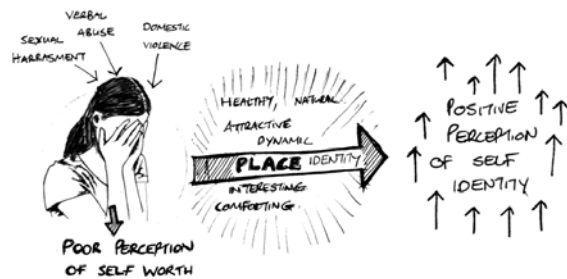 SEXUAL
HARRASMENT
VERBAL
ABUSE
DOMESTIC
VIOLENCE
POOR PERCEPTION
OF SELF WORTH
HEALTHY, NATURAL
ATTRACTIVE
DYNAMIC
PLACE IDENTITY
INTERESTING
COMFOETING
POSITIVE
PERCEPTION
OF SELF
IDENTITY